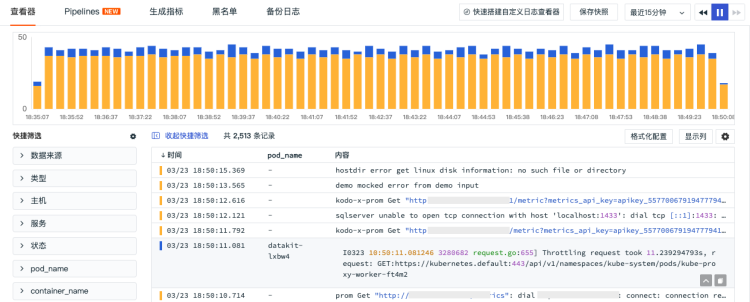 查看器 Pipelines NEW 生成指标 黑名单 备份日志 快速搭建自定义日志查看器 保存快照 最近15分钟
50
0
18:35:07 18:35:52 18:36:37 18:37:22 18:38:07 18:38:52 18:39:37 18:40:22 18:41:07 18:41:52 18:42:37 18:43:22 18:44:07 18:44:52 18:45:37 18:46:22 18:47:07 18:47:53 18:48:38 18:49:23 18:50:08
快捷筛选 收起快捷筛选 共 2,513 条记录 格式化配置 显示列
数据来源
类型
主机
服务
状态
pod_name
container_name
时间 pod_name 内容
03/23 18:50:15.369 – hostdir error get linux disk information: no such file or directory
03/23 18:50:13.565 – demo mocked error from demo input
03/23 18:50:12.616 – kodo-x-prom Get "http 1/metric?metrics_api_key=apikey_55770067919477794…
03/23 18:50:12.121 – sqlserver unable to open tcp connection with host 'localhost:1433': dial tcp [::1]:1433: …
03/23 18:50:11.792 – kodo-x-prom Get "http /metric?metrics_api_key=apikey_557700679194777941…
03/23 18:50:11.081 datakit-lxbw4
I0323 18:50:11.081246 3280682 request.go:655] Throttling request took 11.239294793s, r
equest: GET:https://kubernetes.default:443/api/v1/namespaces/kube-system/pods/kube-pro
xy-worker-ft4m2
03/23 18:50:10.714 – prom Get "http:// ics": dial : connect: connection re…